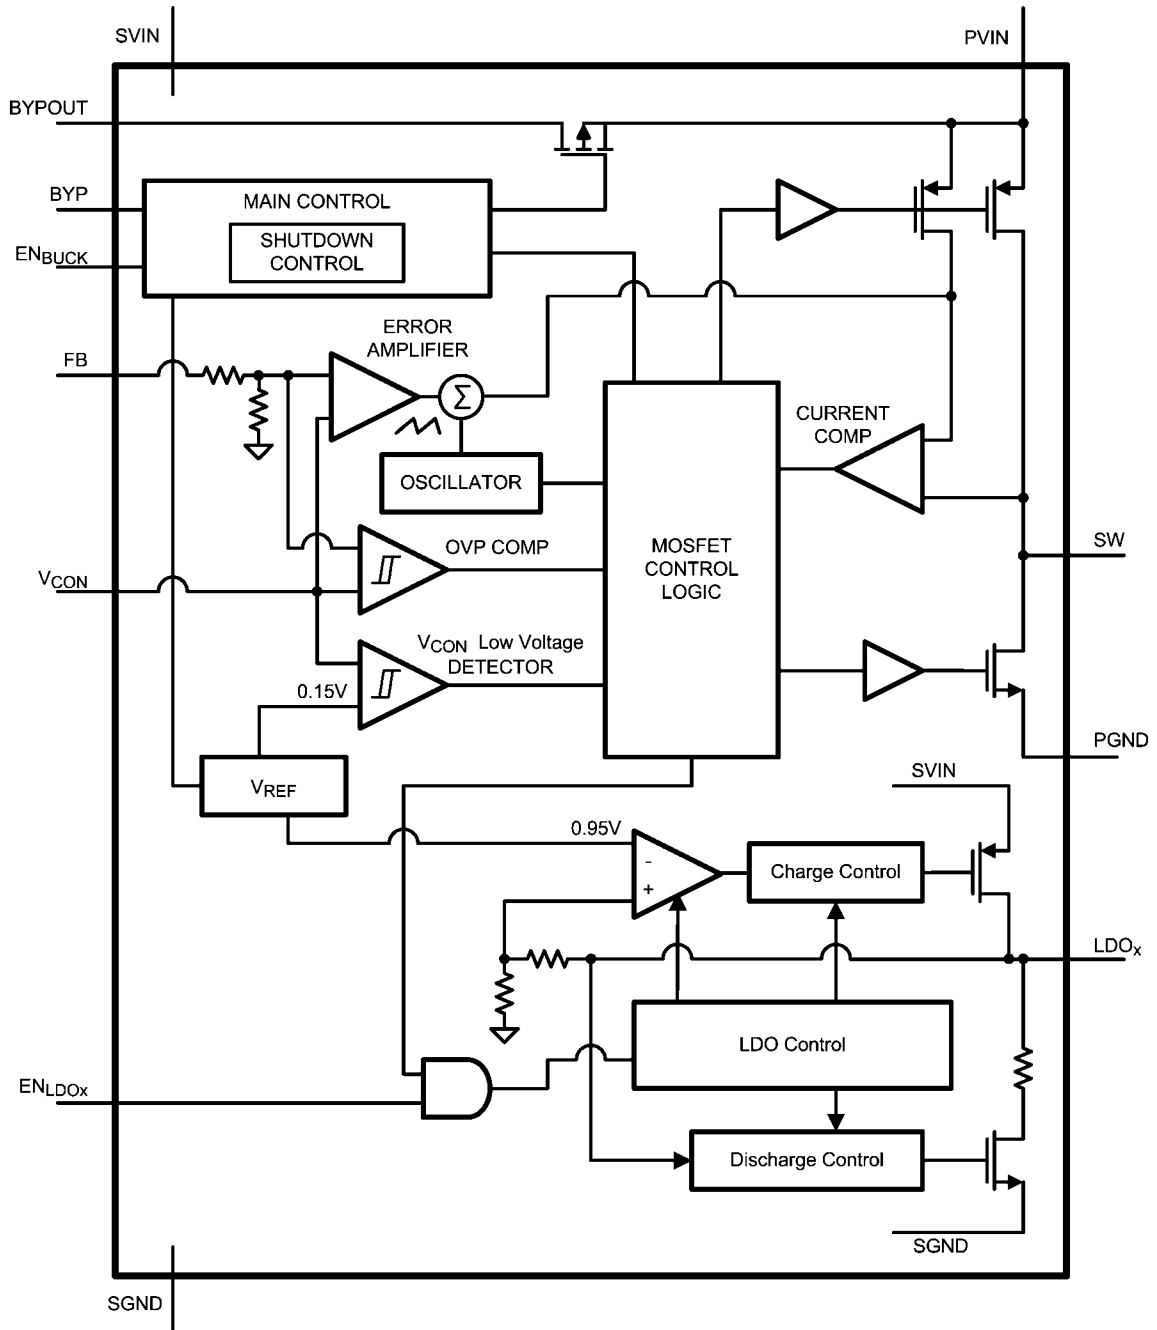 SVIN
PVIN
BYPOUT
BYP
MAIN CONTROL
SHUTDOWN
CONTROL
ENBUCK
ERROR
AMPLIFIER
FB
Σ
CURRENT
COMP
OSCILLATOR
OVP COMP
MOSFET
CONTROL
LOGIC
SW
VCON
VCON Low Voltage
DETECTOR
0.15V
PGND
VREF
SVIN
0.95V
-
+
Charge Control
LDOx
LDO Control
ENLDOx
Discharge Control
SGND
SGND